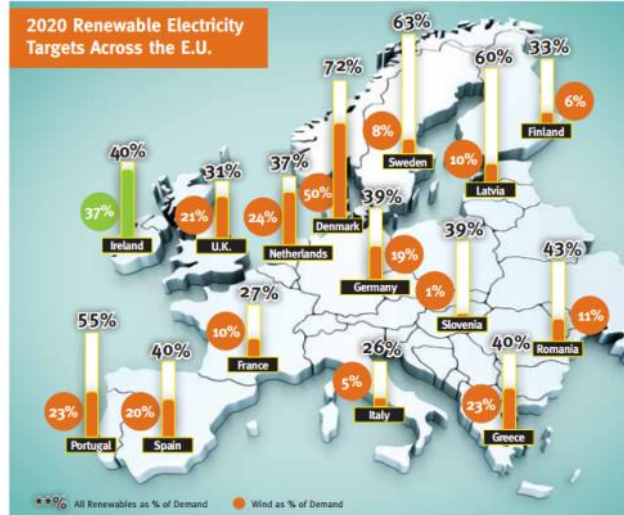 2020 Renewable Electricity
Targets Across the E.U.
63%
33%
72%
60%
6%
8%
Finland
Sweden
10%
Latvia
40%
31%
37%
50%
39%
37%
21%
24%
Denmark
Ireland
U.K.
Netherlands
19%
39%
43%
Germany
27%
1%
11%
10%
Slovenia
Romania
France
55%
40%
26%
40%
5%
23%
20%
Italy
23%
Portugal
Spain
Greece
**% All Renewables as % of Demand
Wind as % of Demand